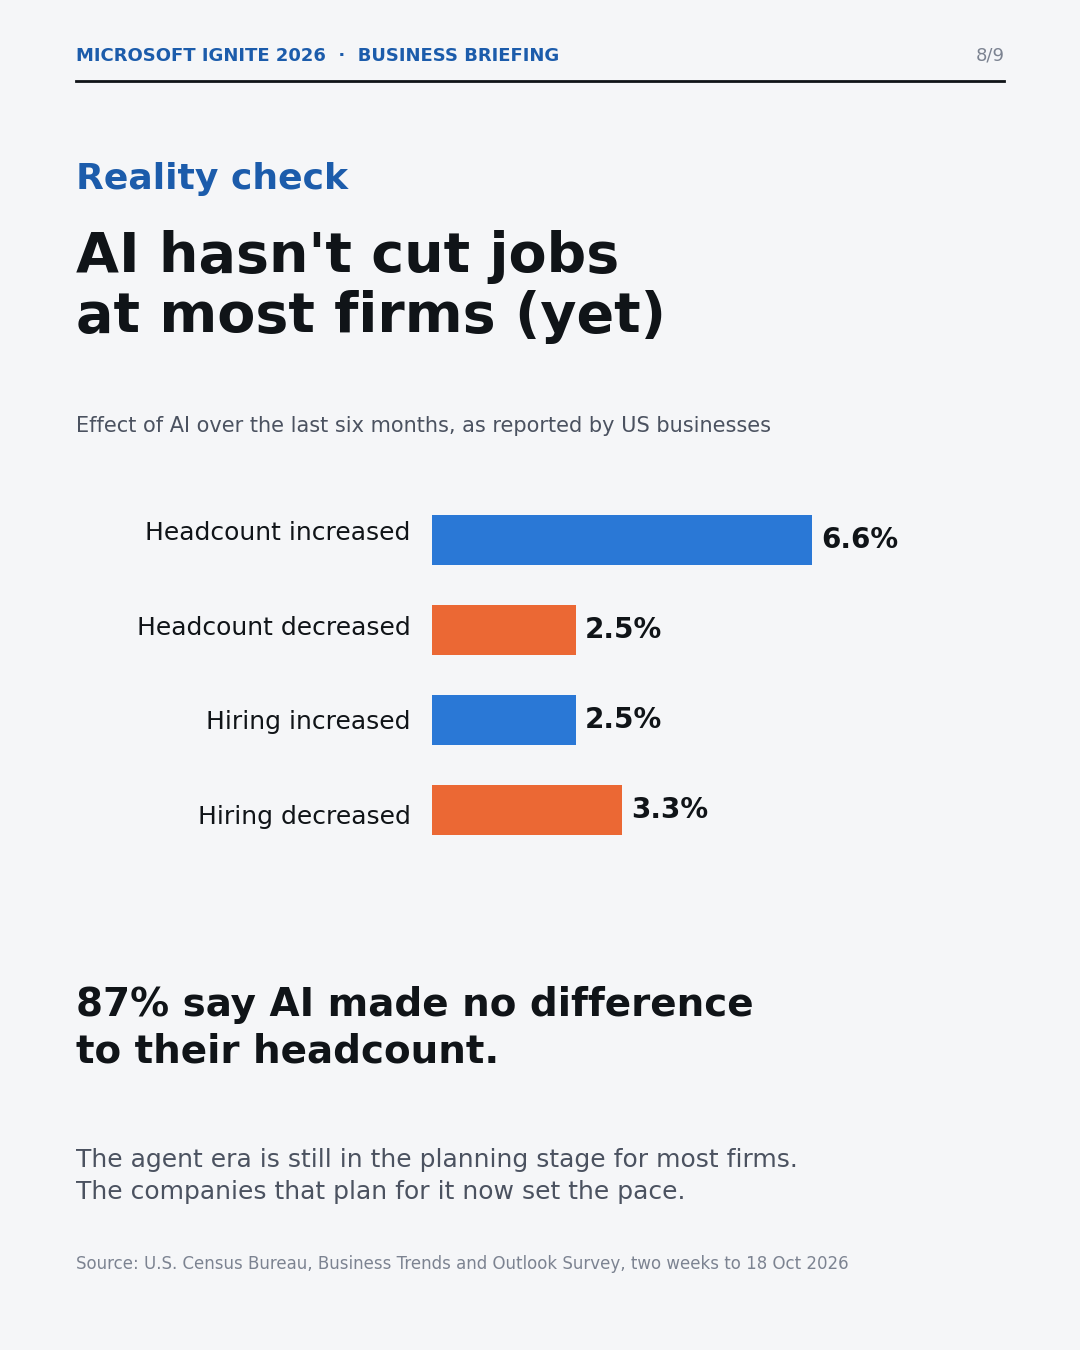 MICROSOFT IGNITE 2026 · BUSINESS BRIEFING
8/9
Reality check
AI hasn't cut jobs
at most firms (yet)
Effect of AI over the last six months, as reported by US businesses
Headcount increased
6.6%
Headcount decreased
2.5%
Hiring increased
2.5%
Hiring decreased
3.3%
87% say AI made no difference
to their headcount.
The agent era is still in the planning stage for most firms.
The companies that plan for it now set the pace.
Source: U.S. Census Bureau, Business Trends and Outlook Survey, two weeks to 18 Oct 2026